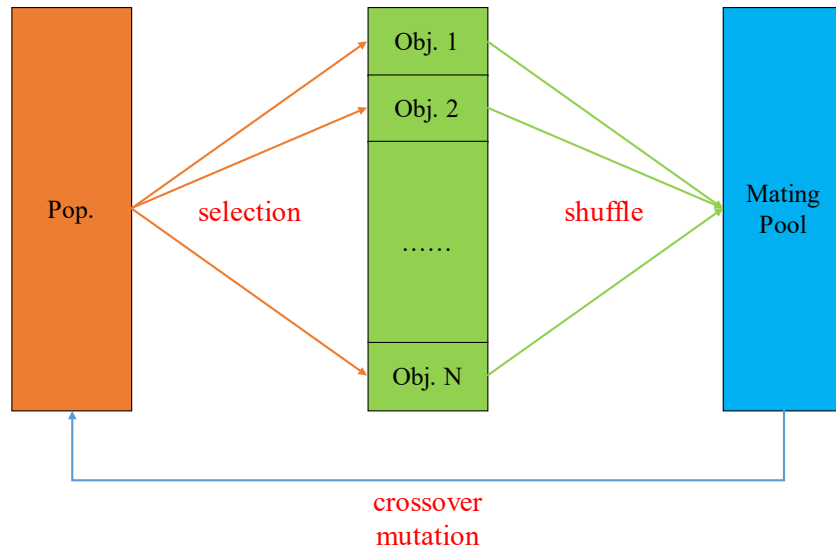 Obj. 1
Obj. 2
Pop.
selection
shuffle
Mating
Pool
......
Obj. N
crossover
mutation